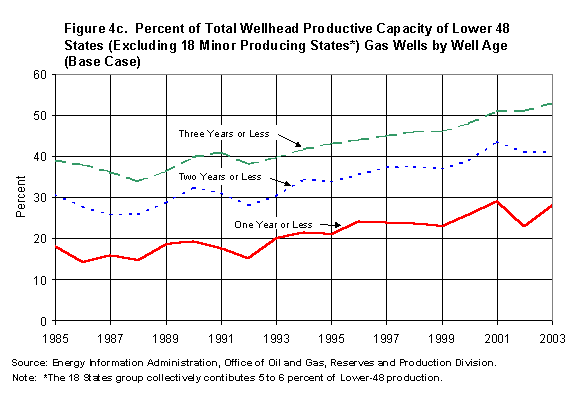 Figure 4c.  Percent of Total Wellhead Productive Capacity of Lower 48
States (Excluding 18 Minor Producing States*) Gas Wells by Well Age
(Base Case)
60
50
40
30
20
10
0
Percent
Three Years or Less
Two Years or Less
One Year or Less
1985 1987 1989 1991 1993 1995 1997 1999 2001 2003
Source: Energy Information Administration, Office of Oil and Gas, Reserves and Production Division.
Note:  *The 18 States group collectively contibutes 5 to 6 percent of Lower-48 production.